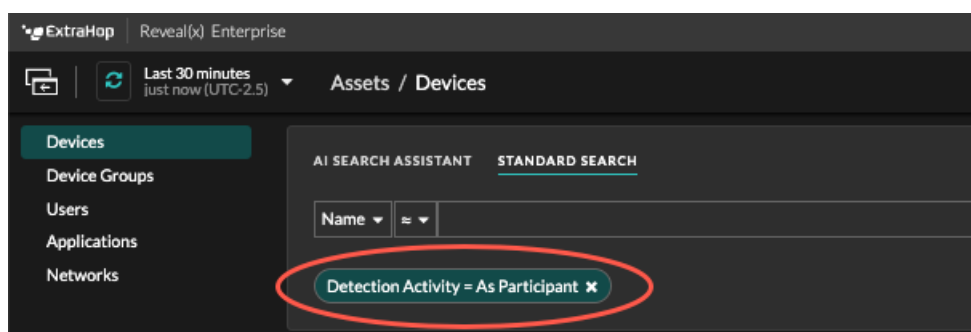 ExtraHop Reveal(x) Enterprise
Last 30 minutes
just now (UTC-2.5)
Assets / Devices
Devices
Device Groups
Users
Applications
Networks
AI SEARCH ASSISTANT STANDARD SEARCH
Name ≈
Detection Activity = As Participant ×